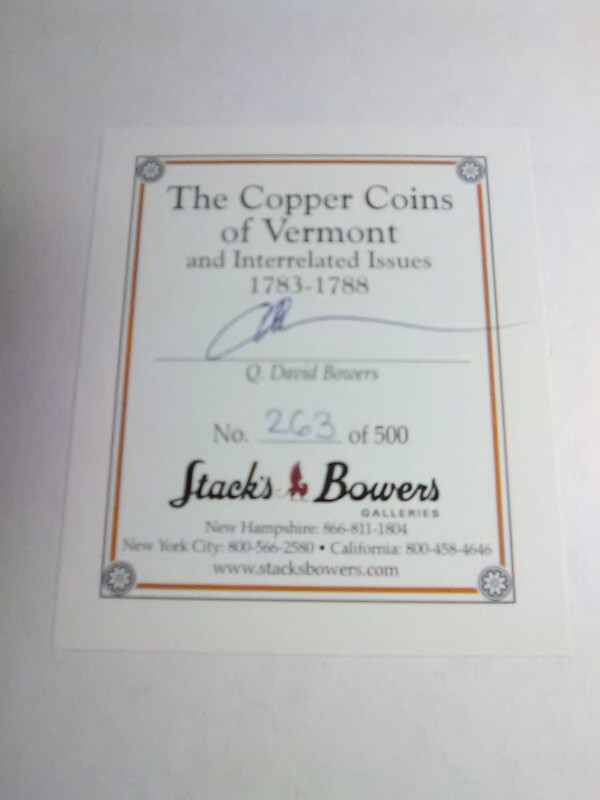 The Copper Coins
of Vermont
and Interrelated Issues
1783-1788
Q. David Bowers
No. 263 of 500
Stack's Bowers
GALLERIES
New Hampshire: 866-811-1804
New York City: 800-566-2580 • California: 800-458-4646
www.stacksbowers.com